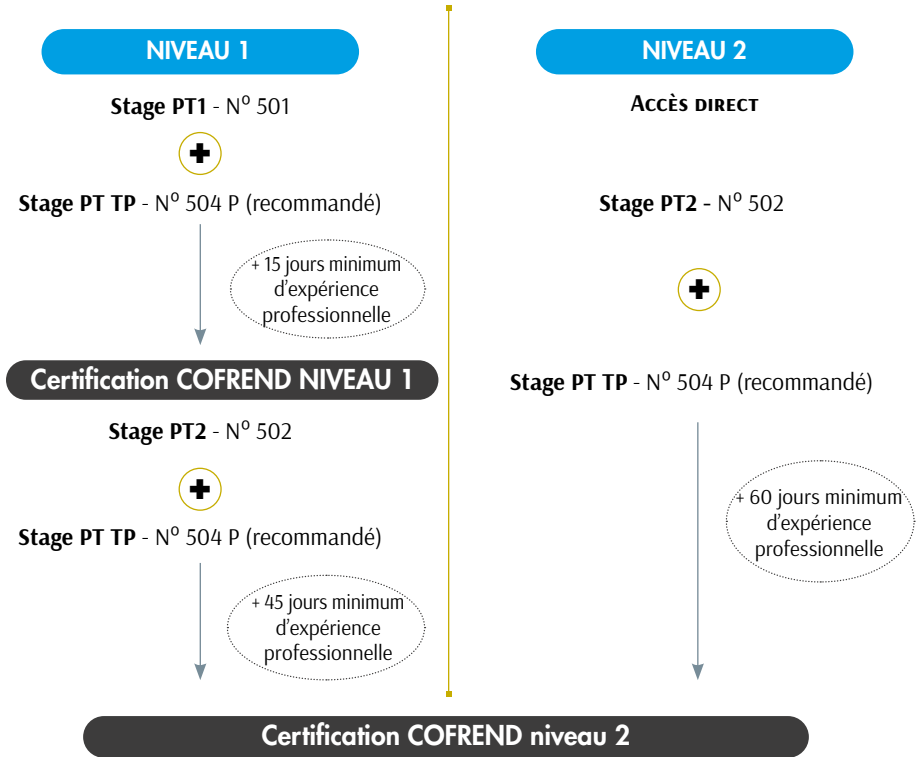 NIVEAU 1
Stage PT1 - Nº 501
Stage PT TP - Nº 504 P (recommandé)
+ 15 jours minimum
d'expérience
professionnelle
Certification COFREND NIVEAU 1
Stage PT2 - Nº 502
Stage PT TP - Nº 504 P (recommandé)
+ 45 jours minimum
d'expérience
professionnelle
NIVEAU 2
ACCÈS DIRECT
Stage PT2 - Nº 502
Stage PT TP - Nº 504 P (recommandé)
+ 60 jours minimum
d'expérience
professionnelle
Certification COFREND niveau 2